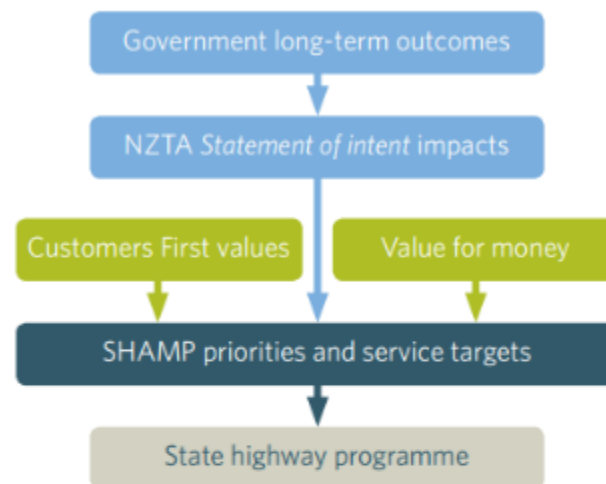 Government long-term outcomes
NZTA Statement of intent impacts
Customers First values
Value for money
SHAMP priorities and service targets
State highway programme